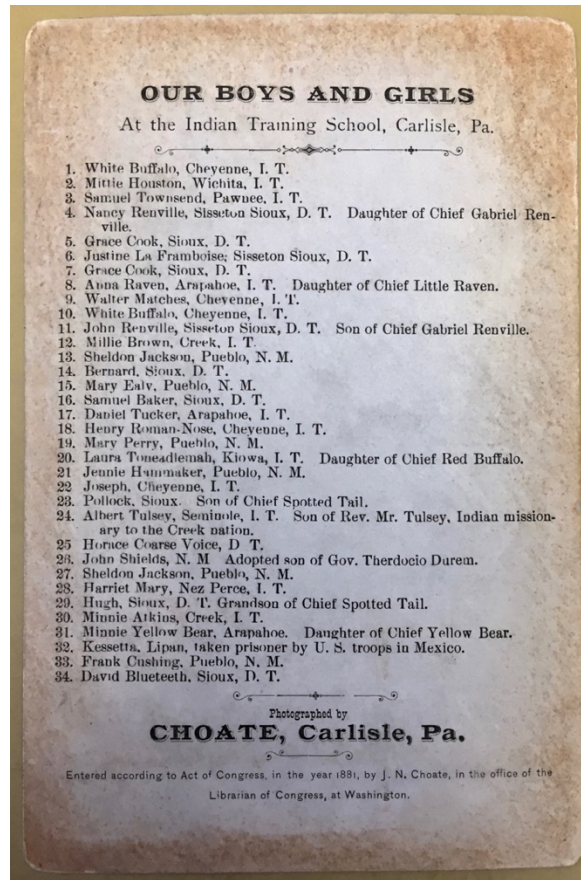 OUR BOYS AND GIRLS
At the Indian Training School, Carlisle, Pa.
1. White Buffalo, Cheyenne, I. T.
2. Mittie Houston, Wichita, I. T.
3. Samuel Townsend, Pawnee, I. T.
4. Nancy Renville, Sisseton Sioux, D. T. Daughter of Chief Gabriel Ren-
ville.
5. Grace Cook, Sioux, D. T.
6. Justine La Framboise; Sisseton Sioux, D. T.
7. Grace Cook, Sioux, D. T.
8. Anna Raven, Arapahoe, I. T. Daughter of Chief Little Raven.
9. Walter Matches, Cheyenne, I. T.
10. White Buffalo, Cheyenne, I. T.
11. John Renville, Sisseton Sioux, D. T. Son of Chief Gabriel Renville.
12. Millie Brown, Creek, I. T.
13. Sheldon Jackson, Pueblo, N. M.
14. Bernard, Sioux, D. T.
15. Mary Ealy, Pueblo, N. M.
16. Samuel Baker, Sioux, D. T.
17. Daniel Tucker, Arapahoe, I. T.
18. Henry Roman-Nose, Cheyenne, I. T.
19. Mary Perry, Pueblo, N. M.
20. Laura Toneadlemah, Kiowa, I. T. Daughter of Chief Red Buffalo.
21 Jennie Hammaker, Pueblo, N. M.
22 Joseph, Cheyenne, I. T.
23. Pollock, Sioux. Son of Chief Spotted Tail.
24. Albert Tulsey, Seminole, I. T. Son of Rev. Mr. Tulsey, Indian mission-
ary to the Creek nation.
25 Horace Coarse Voice, D T.
26. John Shields, N. M Adopted son of Gov. Therdocio Durem.
27. Sheldon Jackson, Pueblo, N. M.
28. Harriet Mary, Nez Perce, I. T.
29. Hugh, Sioux, D. T. Grandson of Chief Spotted Tail.
30. Minnie Atkins, Creek, I. T.
31. Minnie Yellow Bear, Arapahoe. Daughter of Chief Yellow Bear.
32. Kessetta, Lipan, taken prisoner by U. S. troops in Mexico.
33. Frank Cushing, Pueblo, N. M.
34. David Blueteeth, Sioux, D. T.
Photographed by
CHOATE, Carlisle, Pa.
Entered according to Act of Congress, in the year 1881, by J. N. Choate, in the office of the
Librarian of Congress, at Washington.